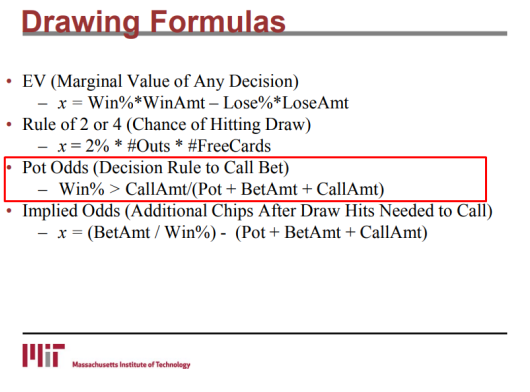 Drawing Formulas
• EV (Marginal Value of Any Decision)
– x = Win%*WinAmt – Lose%*LoseAmt
• Rule of 2 or 4 (Chance of Hitting Draw)
– x = 2% * #Outs * #FreeCards
• Pot Odds (Decision Rule to Call Bet)
– Win% > CallAmt/(Pot + BetAmt + CallAmt)
• Implied Odds (Additional Chips After Draw Hits Needed to Call)
– x = (BetAmt / Win%) - (Pot + BetAmt + CallAmt)
Massachusetts Institute of Technology